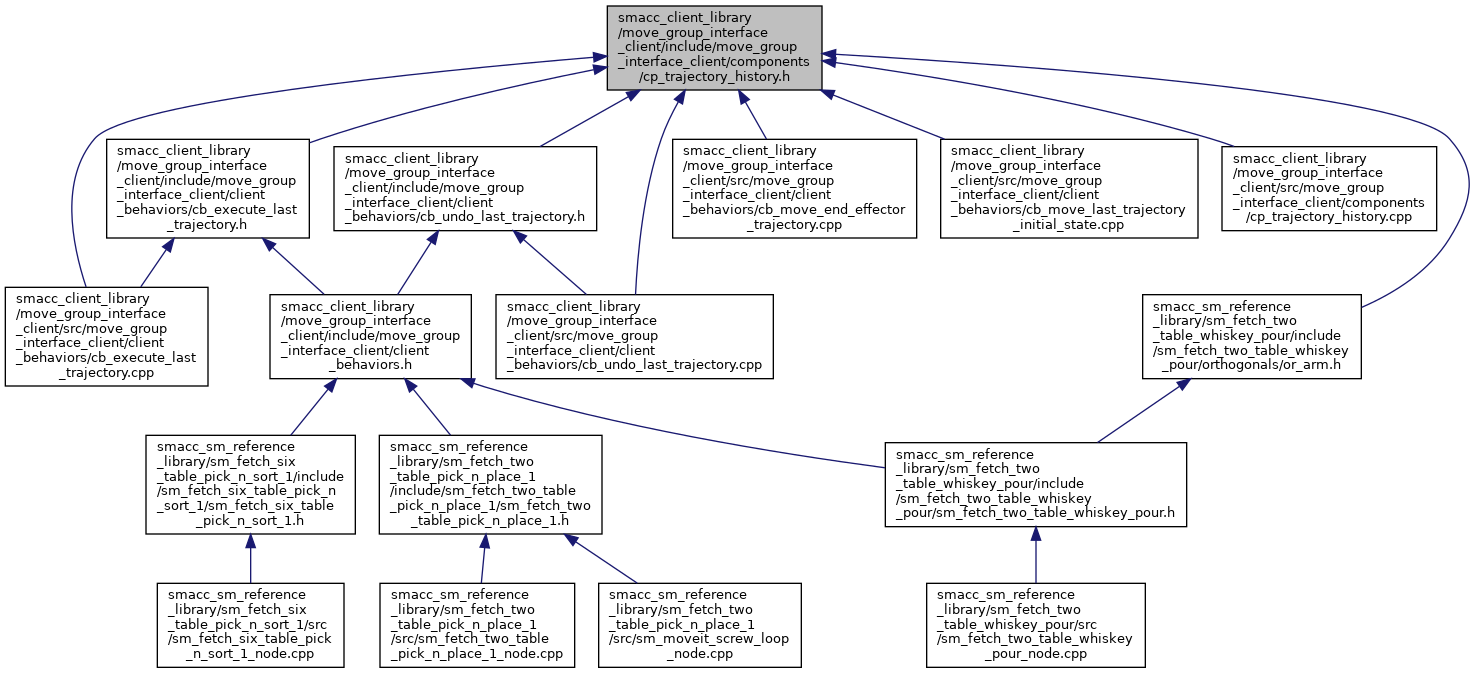 smacc_client_library
/move_group_interface
_client/include/move_group
_interface_client/components
/cp_trajectory_history.h
smacc_client_library
/move_group_interface
_client/include/move_group
_interface_client/client
_behaviors/cb_execute_last
_trajectory.h
smacc_client_library
/move_group_interface
_client/include/move_group
_interface_client/client
_behaviors/cb_undo_last_trajectory.h
smacc_client_library
/move_group_interface
_client/src/move_group
_interface_client/client
_behaviors/cb_move_end_effector
_trajectory.cpp
smacc_client_library
/move_group_interface
_client/src/move_group
_interface_client/client
_behaviors/cb_move_last_trajectory
_initial_state.cpp
smacc_client_library
/move_group_interface
_client/src/move_group
_interface_client/components
/cp_trajectory_history.cpp
smacc_client_library
/move_group_interface
_client/src/move_group
_interface_client/client
_behaviors/cb_execute_last
_trajectory.cpp
smacc_client_library
/move_group_interface
_client/include/move_group
_interface_client/client
_behaviors.h
smacc_client_library
/move_group_interface
_client/src/move_group
_interface_client/client
_behaviors/cb_undo_last_trajectory.cpp
smacc_sm_reference
_library/sm_fetch_two
_table_whiskey_pour/include
/sm_fetch_two_table_whiskey
_pour/orthogonals/or_arm.h
smacc_sm_reference
_library/sm_fetch_six
_table_pick_n_sort_1/include
/sm_fetch_six_table_pick_n
_sort_1/sm_fetch_six_table
_pick_n_sort_1.h
smacc_sm_reference
_library/sm_fetch_two
_table_pick_n_place_1
/include/sm_fetch_two_table
_pick_n_place_1/sm_fetch_two
_table_pick_n_place_1.h
smacc_sm_reference
_library/sm_fetch_two
_table_whiskey_pour/include
/sm_fetch_two_table_whiskey
_pour/sm_fetch_two_table_whiskey_pour.h
smacc_sm_reference
_library/sm_fetch_six
_table_pick_n_sort_1/src
/sm_fetch_six_table_pick
_n_sort_1_node.cpp
smacc_sm_reference
_library/sm_fetch_two
_table_pick_n_place_1
/src/sm_fetch_two_table
_pick_n_place_1_node.cpp
smacc_sm_reference
_library/sm_fetch_two
_table_pick_n_place_1
/src/sm_moveit_screw_loop
_node.cpp
smacc_sm_reference
_library/sm_fetch_two
_table_whiskey_pour/src
/sm_fetch_two_table_whiskey
_pour_node.cpp